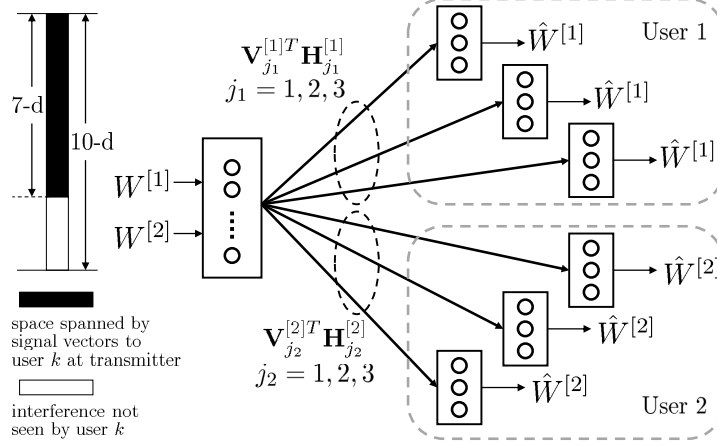 7-d
10-d
space spanned by
signal vectors to
user k at transmitter
interference not
seen by user k
W^{[1]}
W^{[2]}
V_{j_1}^{[1]T} H_{j_1}^{[1]}
j_1 = 1, 2, 3
V_{j_2}^{[2]T} H_{j_2}^{[2]}
j_2 = 1, 2, 3
User 1
Ŵ^{[1]}
Ŵ^{[1]}
Ŵ^{[1]}
Ŵ^{[2]}
Ŵ^{[2]}
Ŵ^{[2]}
User 2